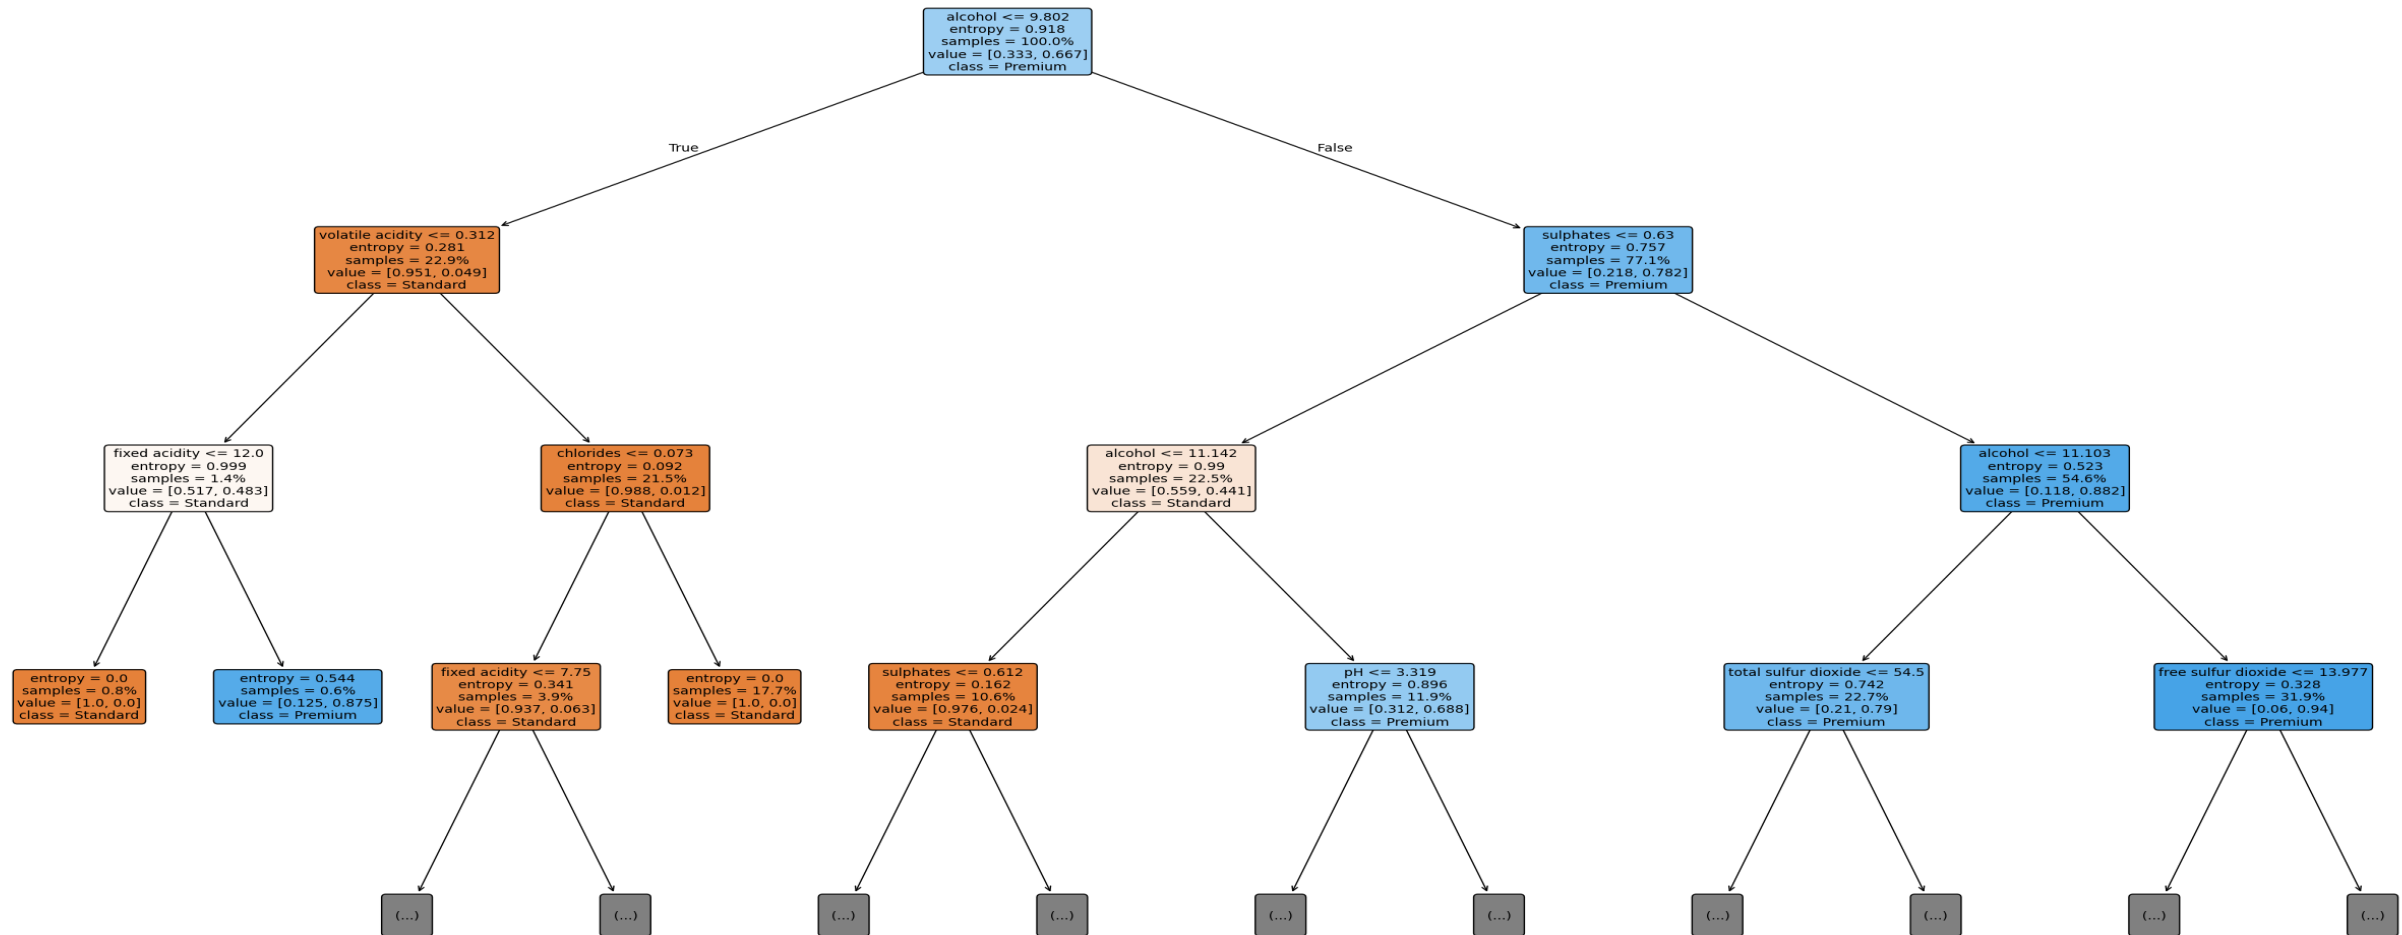 alcohol <= 9.802
entropy = 0.918
samples = 100.0%
value = [0.333, 0.667]
class = Premium
True
False
volatile acidity <= 0.312
entropy = 0.281
samples = 22.9%
value = [0.951, 0.049]
class = Standard
sulphates <= 0.63
entropy = 0.757
samples = 77.1%
value = [0.218, 0.782]
class = Premium
fixed acidity <= 12.0
entropy = 0.999
samples = 1.4%
value = [0.517, 0.483]
class = Standard
chlorides <= 0.073
entropy = 0.092
samples = 21.5%
value = [0.988, 0.012]
class = Standard
alcohol <= 11.142
entropy = 0.99
samples = 22.5%
value = [0.559, 0.441]
class = Standard
alcohol <= 11.103
entropy = 0.523
samples = 54.6%
value = [0.118, 0.882]
class = Premium
entropy = 0.0
samples = 0.8%
value = [1.0, 0.0]
class = Standard
entropy = 0.544
samples = 0.6%
value = [0.125, 0.875]
class = Premium
fixed acidity <= 7.75
entropy = 0.341
samples = 3.9%
value = [0.937, 0.063]
class = Standard
entropy = 0.0
samples = 17.7%
value = [1.0, 0.0]
class = Standard
sulphates <= 0.612
entropy = 0.162
samples = 10.6%
value = [0.976, 0.024]
class = Standard
pH <= 3.319
entropy = 0.896
samples = 11.9%
value = [0.312, 0.688]
class = Premium
total sulfur dioxide <= 54.5
entropy = 0.742
samples = 22.7%
value = [0.21, 0.79]
class = Premium
free sulfur dioxide <= 13.977
entropy = 0.328
samples = 31.9%
value = [0.06, 0.94]
class = Premium
(...)
(...)
(...)
(...)
(...)
(...)
(...)
(...)
(...)
(...)